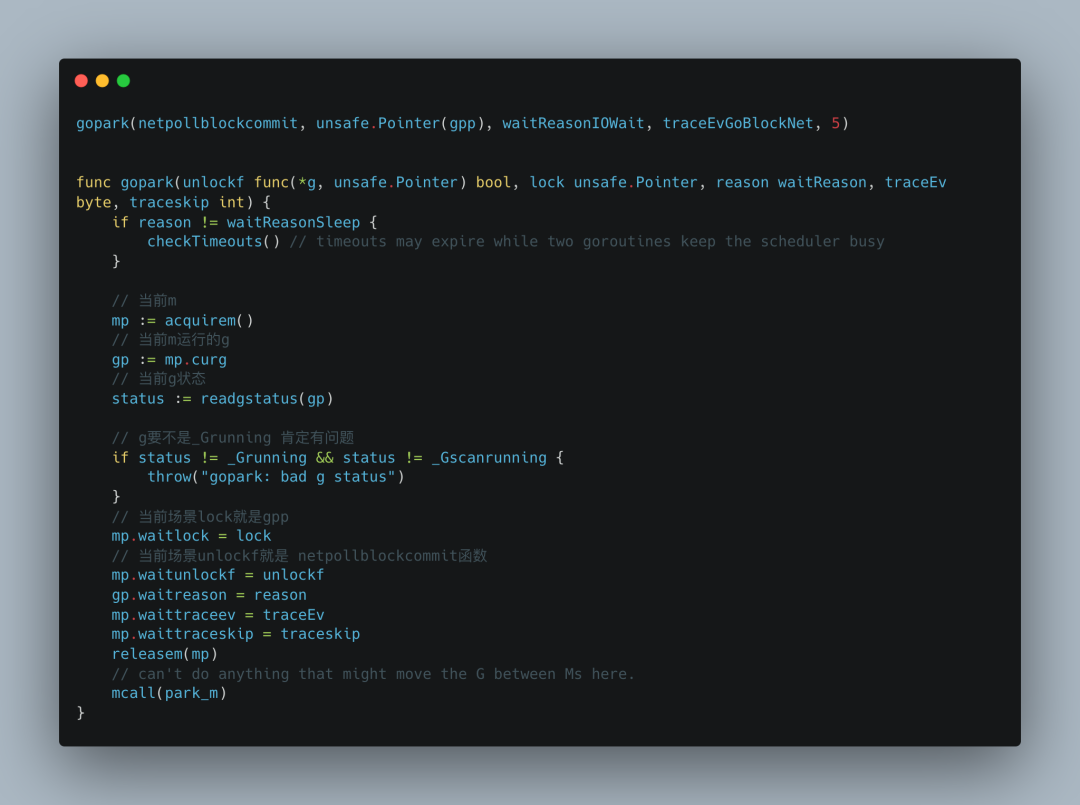 gopark(netpollblockcommit, unsafe.Pointer(gpp), waitReasonIOWait, traceEvGoBlockNet, 5)
func gopark(unlockf func(*g, unsafe.Pointer) bool, lock unsafe.Pointer, reason waitReason, traceEv
byte, traceskip int) {
    if reason != waitReasonSleep {
        checkTimeouts() // timeouts may expire while two goroutines keep the scheduler busy
    }
    // 当前m
    mp := acquirem()
    // 当前m运行的g
    gp := mp.curg
    // 当前g状态
    status := readgstatus(gp)
    // g要不是_Grunning 肯定有问题
    if status != _Grunning && status != _Gscanrunning {
        throw("gopark: bad g status")
    }
    // 当前场景lock就是gpp
    mp.waitlock = lock
    // 当前场景unlockf就是 netpollblockcommit函数
    mp.waitunlockf = unlockf
    gp.waitreason = reason
    mp.waittraceev = traceEv
    mp.waittraceskip = traceskip
    releasem(mp)
    // can't do anything that might move the G between Ms here.
    mcall(park_m)
}